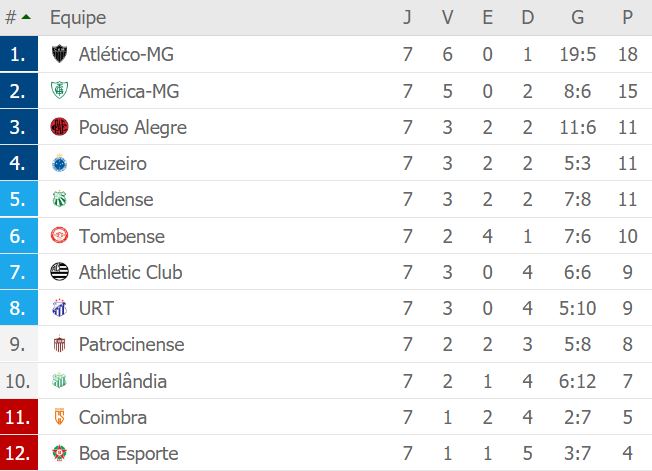 # Equipe J V E D G P
1. Atlético-MG 7 6 0 1 19:5 18
2. América-MG 7 5 0 2 8:6 15
3. Pouso Alegre 7 3 2 2 11:6 11
4. Cruzeiro 7 3 2 2 5:3 11
5. Caldense 7 3 2 2 7:8 11
6. Tombense 7 2 4 1 7:6 10
7. Athletic Club 7 3 0 4 6:6 9
8. URT 7 3 0 4 5:10 9
9. Patrocinense 7 2 2 3 5:8 8
10. Uberlândia 7 2 1 4 6:12 7
11. Coimbra 7 1 2 4 2:7 5
12. Boa Esporte 7 1 1 5 3:7 4